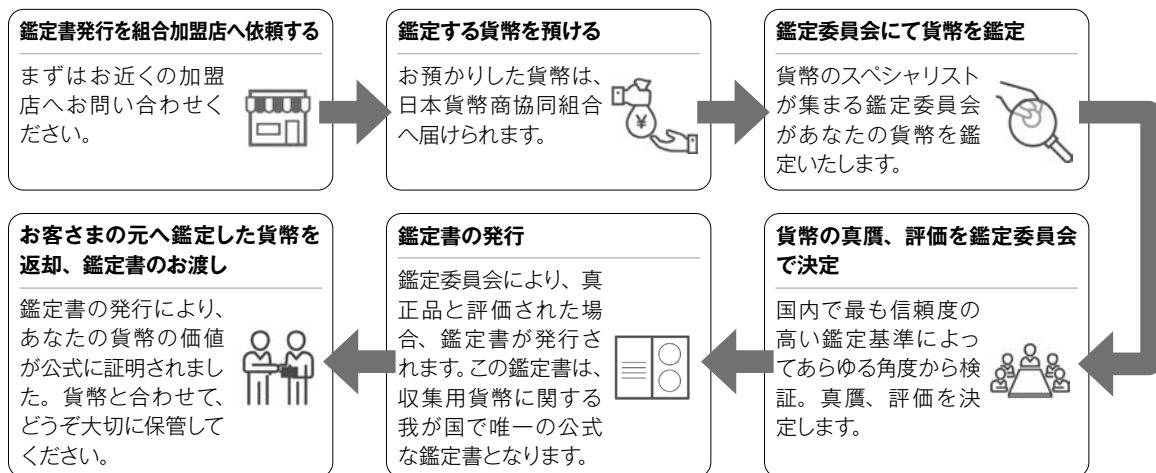 鑑定書発行を組合加盟店へ依頼する
まずはお近くの加盟
店へお問い合わせく
ださい。
鑑定する貨幣を預ける
お預かりした貨幣は、
日本貨幣商協同組合
へ届けられます。
¥
鑑定委員会にて貨幣を鑑定
貨幣のスペシャリスト
が集まる鑑定委員会
があなたの貨幣を鑑
定いたします。
貨幣の真贋、評価を鑑定委員会
で決定
国内で最も信頼度の
高い鑑定基準によっ
てあらゆる角度から検
証。真贋、評価を決
定します。
鑑定書の発行
鑑定委員会により、真
正品と評価された場
合、鑑定書が発行さ
れます。この鑑定書は、
収集用貨幣に関する
我が国で唯一の公式
な鑑定書となります。
お客さまの元へ鑑定した貨幣を
返却、鑑定書のお渡し
鑑定書の発行により、
あなたの貨幣の価値
が公式に証明されまし
た。貨幣と合わせて、
どうぞ大切に保管して
ください。